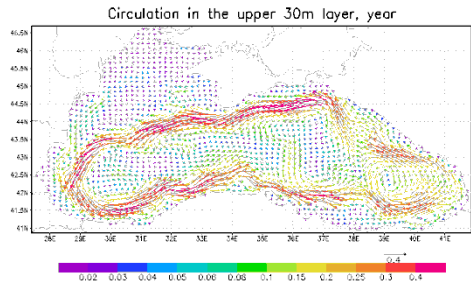 Circulation in the upper 30m layer, year
46.5N
46N
45.5N
45N
44.5N
44N
43.5N
43N
42.5N
42N
41.5N
41N
28E 29E 30E 31E 32E 33E 34E 35E 36E 37E 38E 39E 40E 41E
0.4
0.02 0.03 0.04 0.05 0.06 0.08 0.1 0.15 0.2 0.25 0.3 0.4